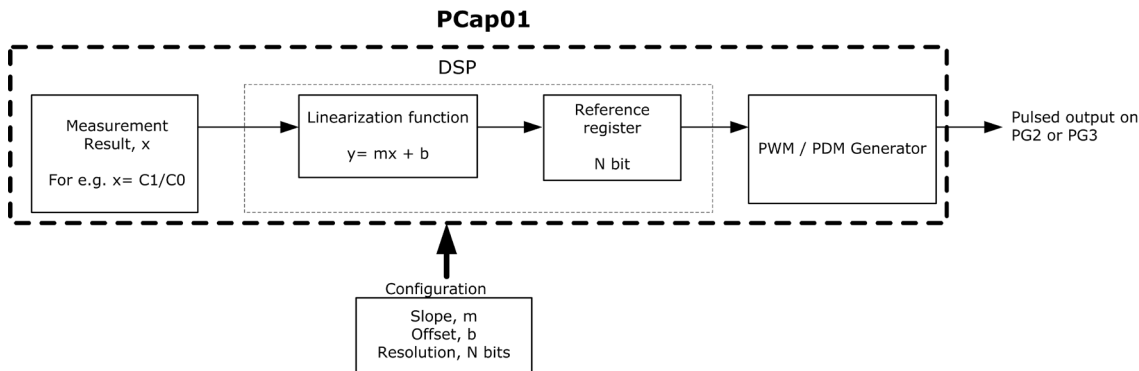 PCap01
DSP
Measurement
Result, x
For e.g. x= C1/C0
Linearization function
y= mx + b
Reference
register
N bit
PWM / PDM Generator
Pulsed output on
PG2 or PG3
Configuration
Slope, m
Offset, b
Resolution, N bits